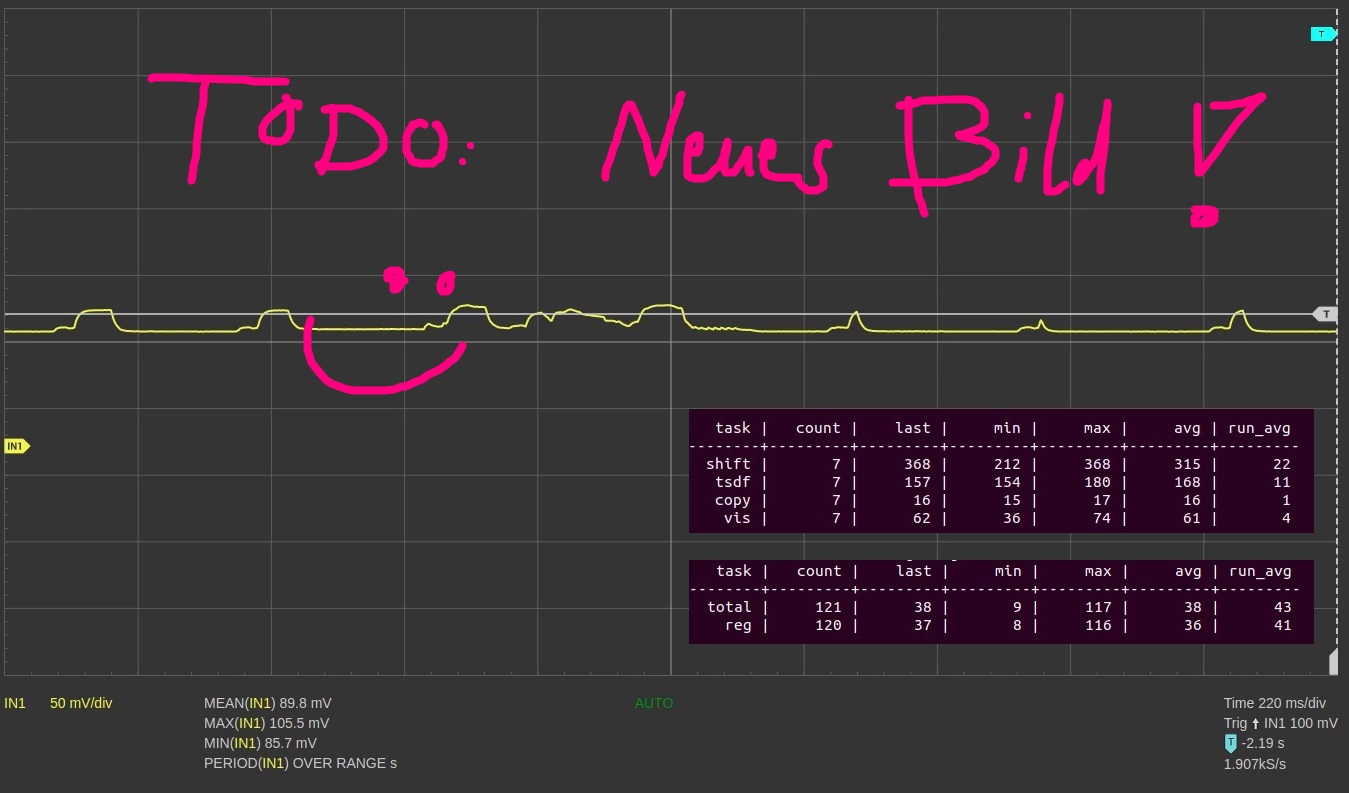 T
ToDo: Neues Bild !
T
IN1
task | count | last | min | max | avg | run_avg
--------+---------+---------+---------+---------+---------+---------
shift | 7 | 368 | 212 | 368 | 315 | 22
tsdf | 7 | 157 | 154 | 180 | 168 | 11
copy | 7 | 16 | 15 | 17 | 16 | 1
vis | 7 | 62 | 36 | 74 | 61 | 4
task | count | last | min | max | avg | run_avg
--------+---------+---------+---------+---------+---------+---------
total | 121 | 38 | 9 | 117 | 38 | 43
reg | 120 | 37 | 8 | 116 | 36 | 41
IN1 50 mV/div MEAN(IN1) 89.8 mV AUTO Time 220 ms/div
MAX(IN1) 105.5 mV Trig ↑ IN1 100 mV
MIN(IN1) 85.7 mV T -2.19 s
PERIOD(IN1) OVER RANGE s 1.907kS/s